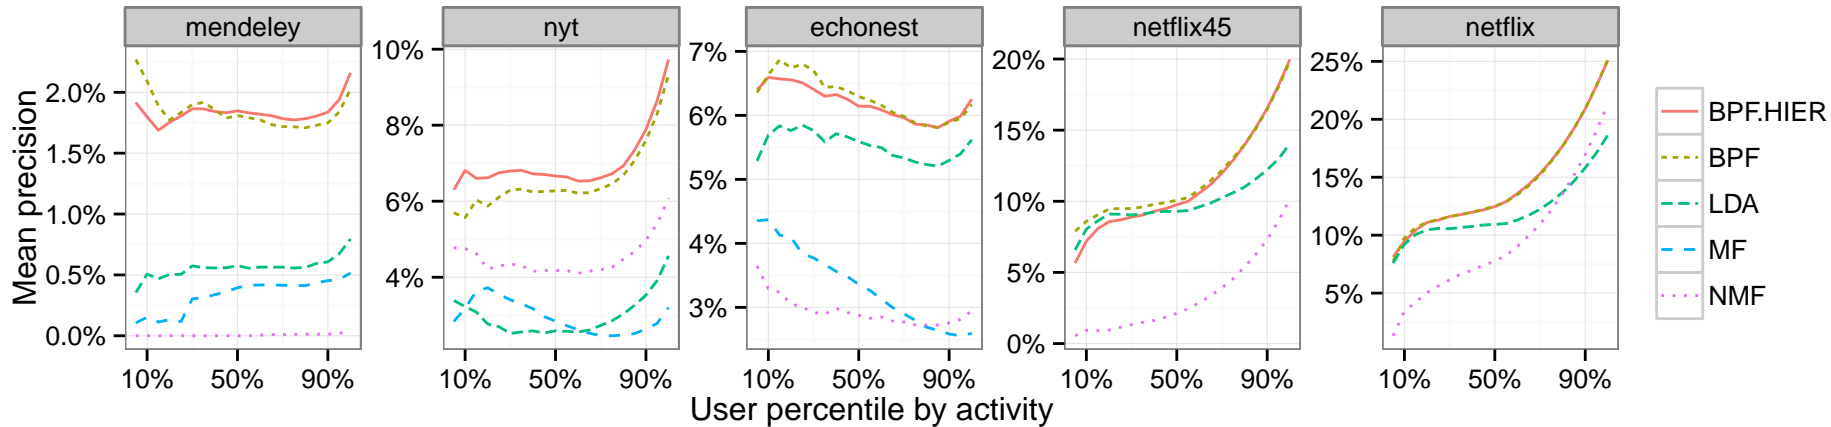 mendeley
nyt
echonest
netflix45
netflix
Mean precision
2.0%
1.5%
1.0%
0.5%
0.0%
10%
8%
6%
4%
7%
6%
5%
4%
3%
20%
15%
10%
5%
0%
25%
20%
15%
10%
5%
10% 50% 90%
10% 50% 90%
10% 50% 90%
10% 50% 90%
10% 50% 90%
User percentile by activity
BPF.HIER
BPF
LDA
MF
NMF